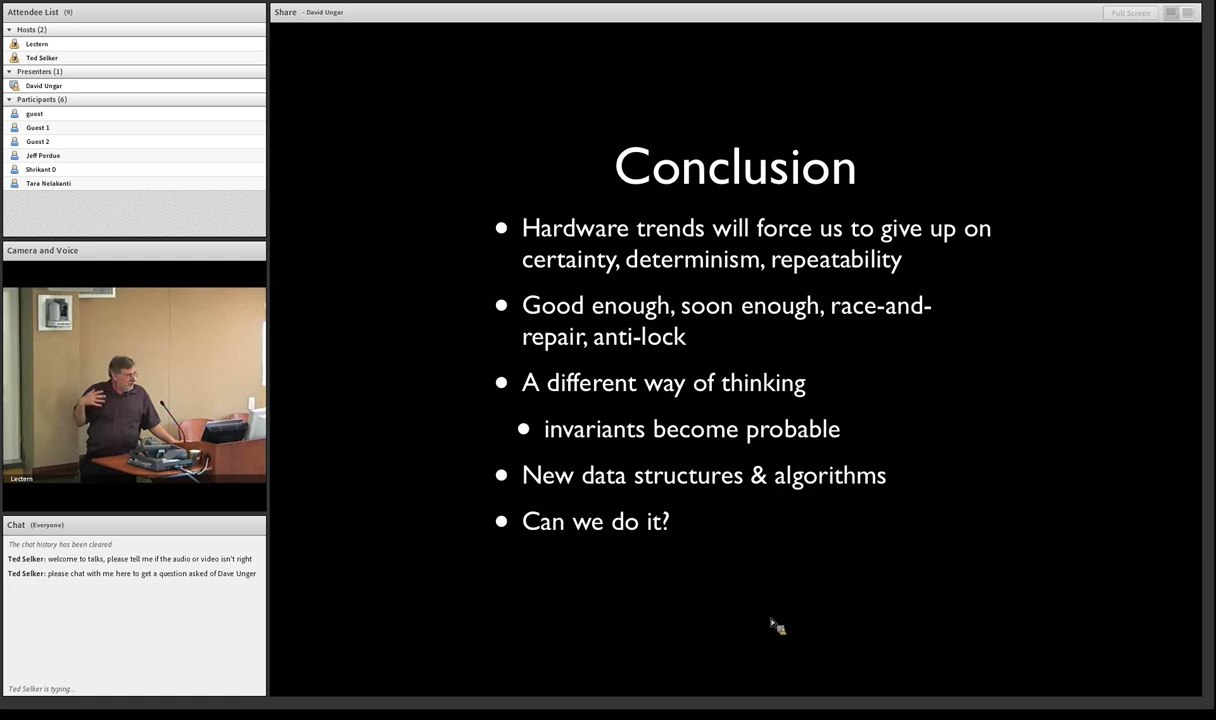 Attendee List (9)
Hosts (2)
Lectern
Ted Selker
Presenters (1)
David Ungar
Participants (6)
guest
Guest 1
Guest 2
Jeff Perdue
Shrikant D
Tara Nelakanti
Camera and Voice
Lectern
Chat (Everyone)
The chat history has been cleared
Ted Selker: welcome to talks, please tell me if the audio or video isn't right
Ted Selker: please chat with me here to get a question asked of Dave Unger
Ted Selker is typing...
Share - David Ungar
Full Screen
Conclusion
• Hardware trends will force us to give up on
certainty, determinism, repeatability
• Good enough, soon enough, race-and-
repair, anti-lock
• A different way of thinking
• invariants become probable
• New data structures & algorithms
• Can we do it?